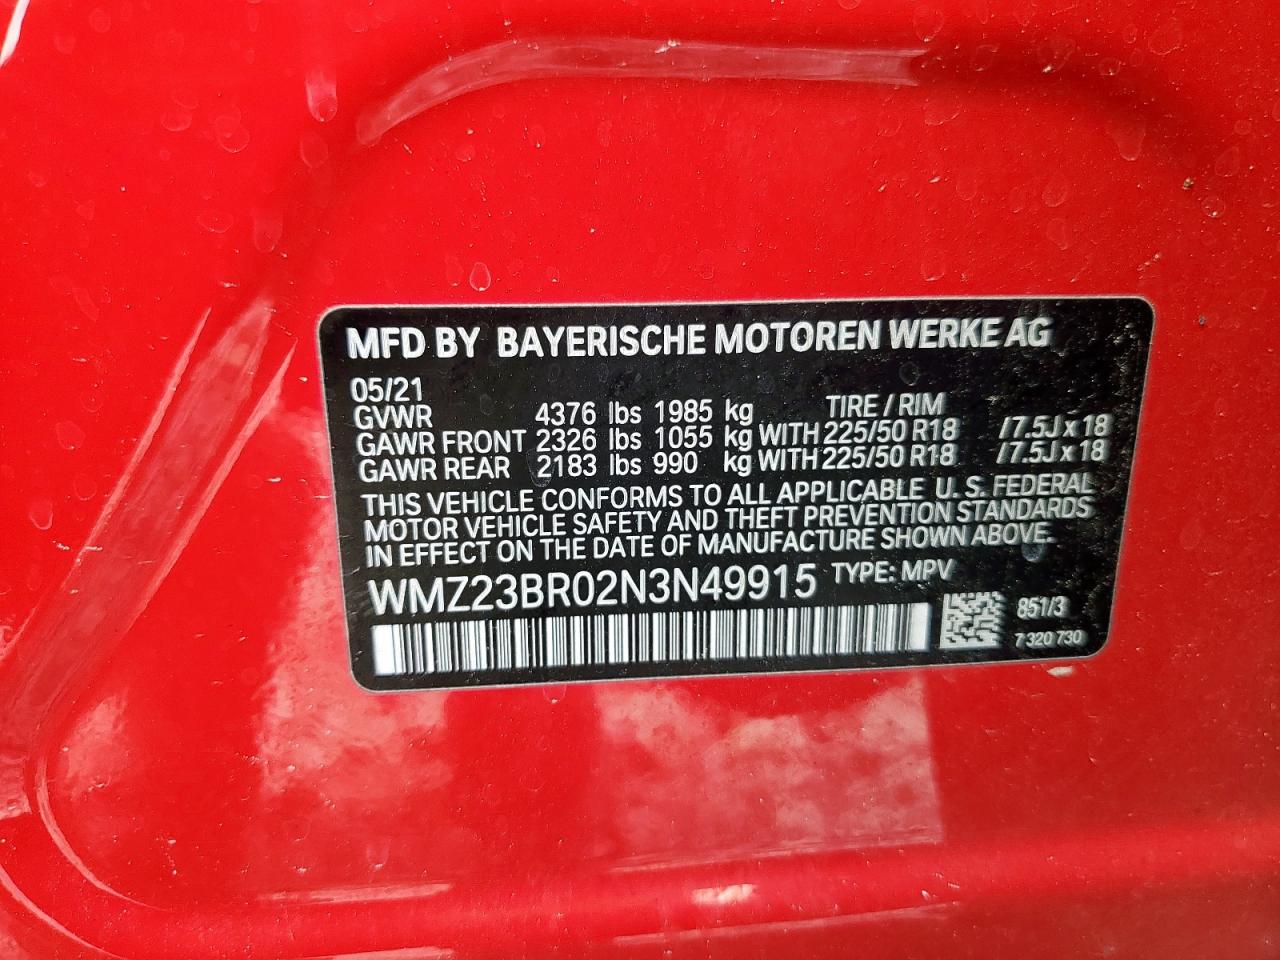 MFD BY BAYERISCHE MOTOREN WERKE AG
05/21
TIRE / RIM
GVWR 4376 lbs 1985 kg
GAWR FRONT 2326 lbs 1055 kg WITH 225/50 R18 / 7.5J x 18
GAWR REAR 2183 lbs 990 kg WITH 225/50 R18 / 7.5J x 18
THIS VEHICLE CONFORMS TO ALL APPLICABLE U. S. FEDERAL
MOTOR VEHICLE SAFETY AND THEFT PREVENTION STANDARDS
IN EFFECT ON THE DATE OF MANUFACTURE SHOWN ABOVE.
WMZ23BR02N3N49915 TYPE: MPV
851/3
7 320 730